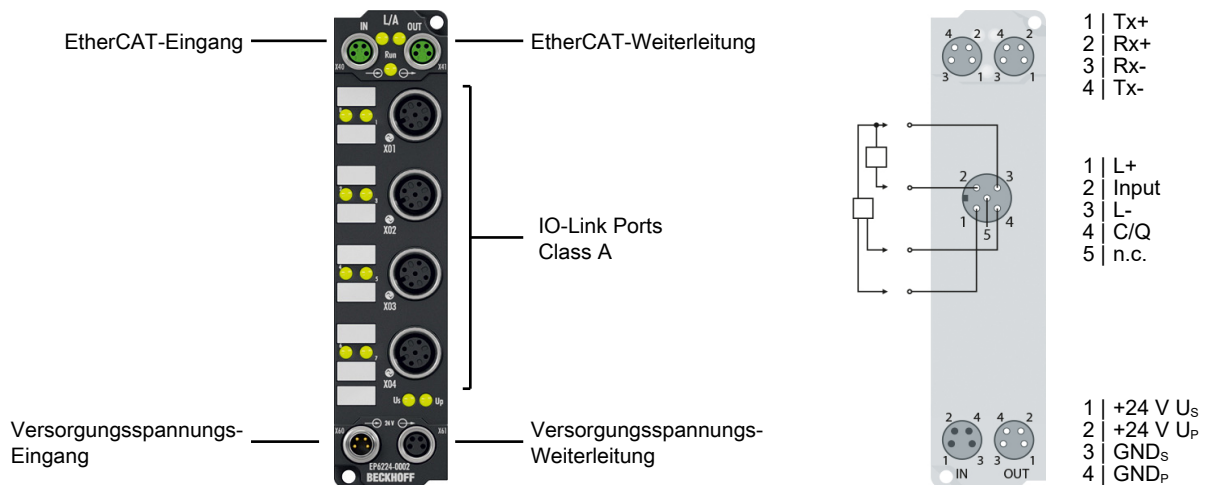 EtherCAT-Eingang
IN
L/A
OUT
EtherCAT-Weiterleitung
Run
X40
X41
X01
X02
X03
X04
IO-Link Ports
Class A
Us
Up
Versorgungsspannungs-
Eingang
24 V
X60
X61
EP6224-0002
BECKHOFF
Versorgungsspannungs-
Weiterleitung
4 2 4 2
3 1 3 1
1 | Tx+
2 | Rx+
3 | Rx-
4 | Tx-
2 3
1 5 4
1 | L+
2 | Input
3 | L-
4 | C/Q
5 | n.c.
2 4 4 2
1 3 3 1
IN OUT
1 | +24 V US
2 | +24 V UP
3 | GNDS
4 | GNDP